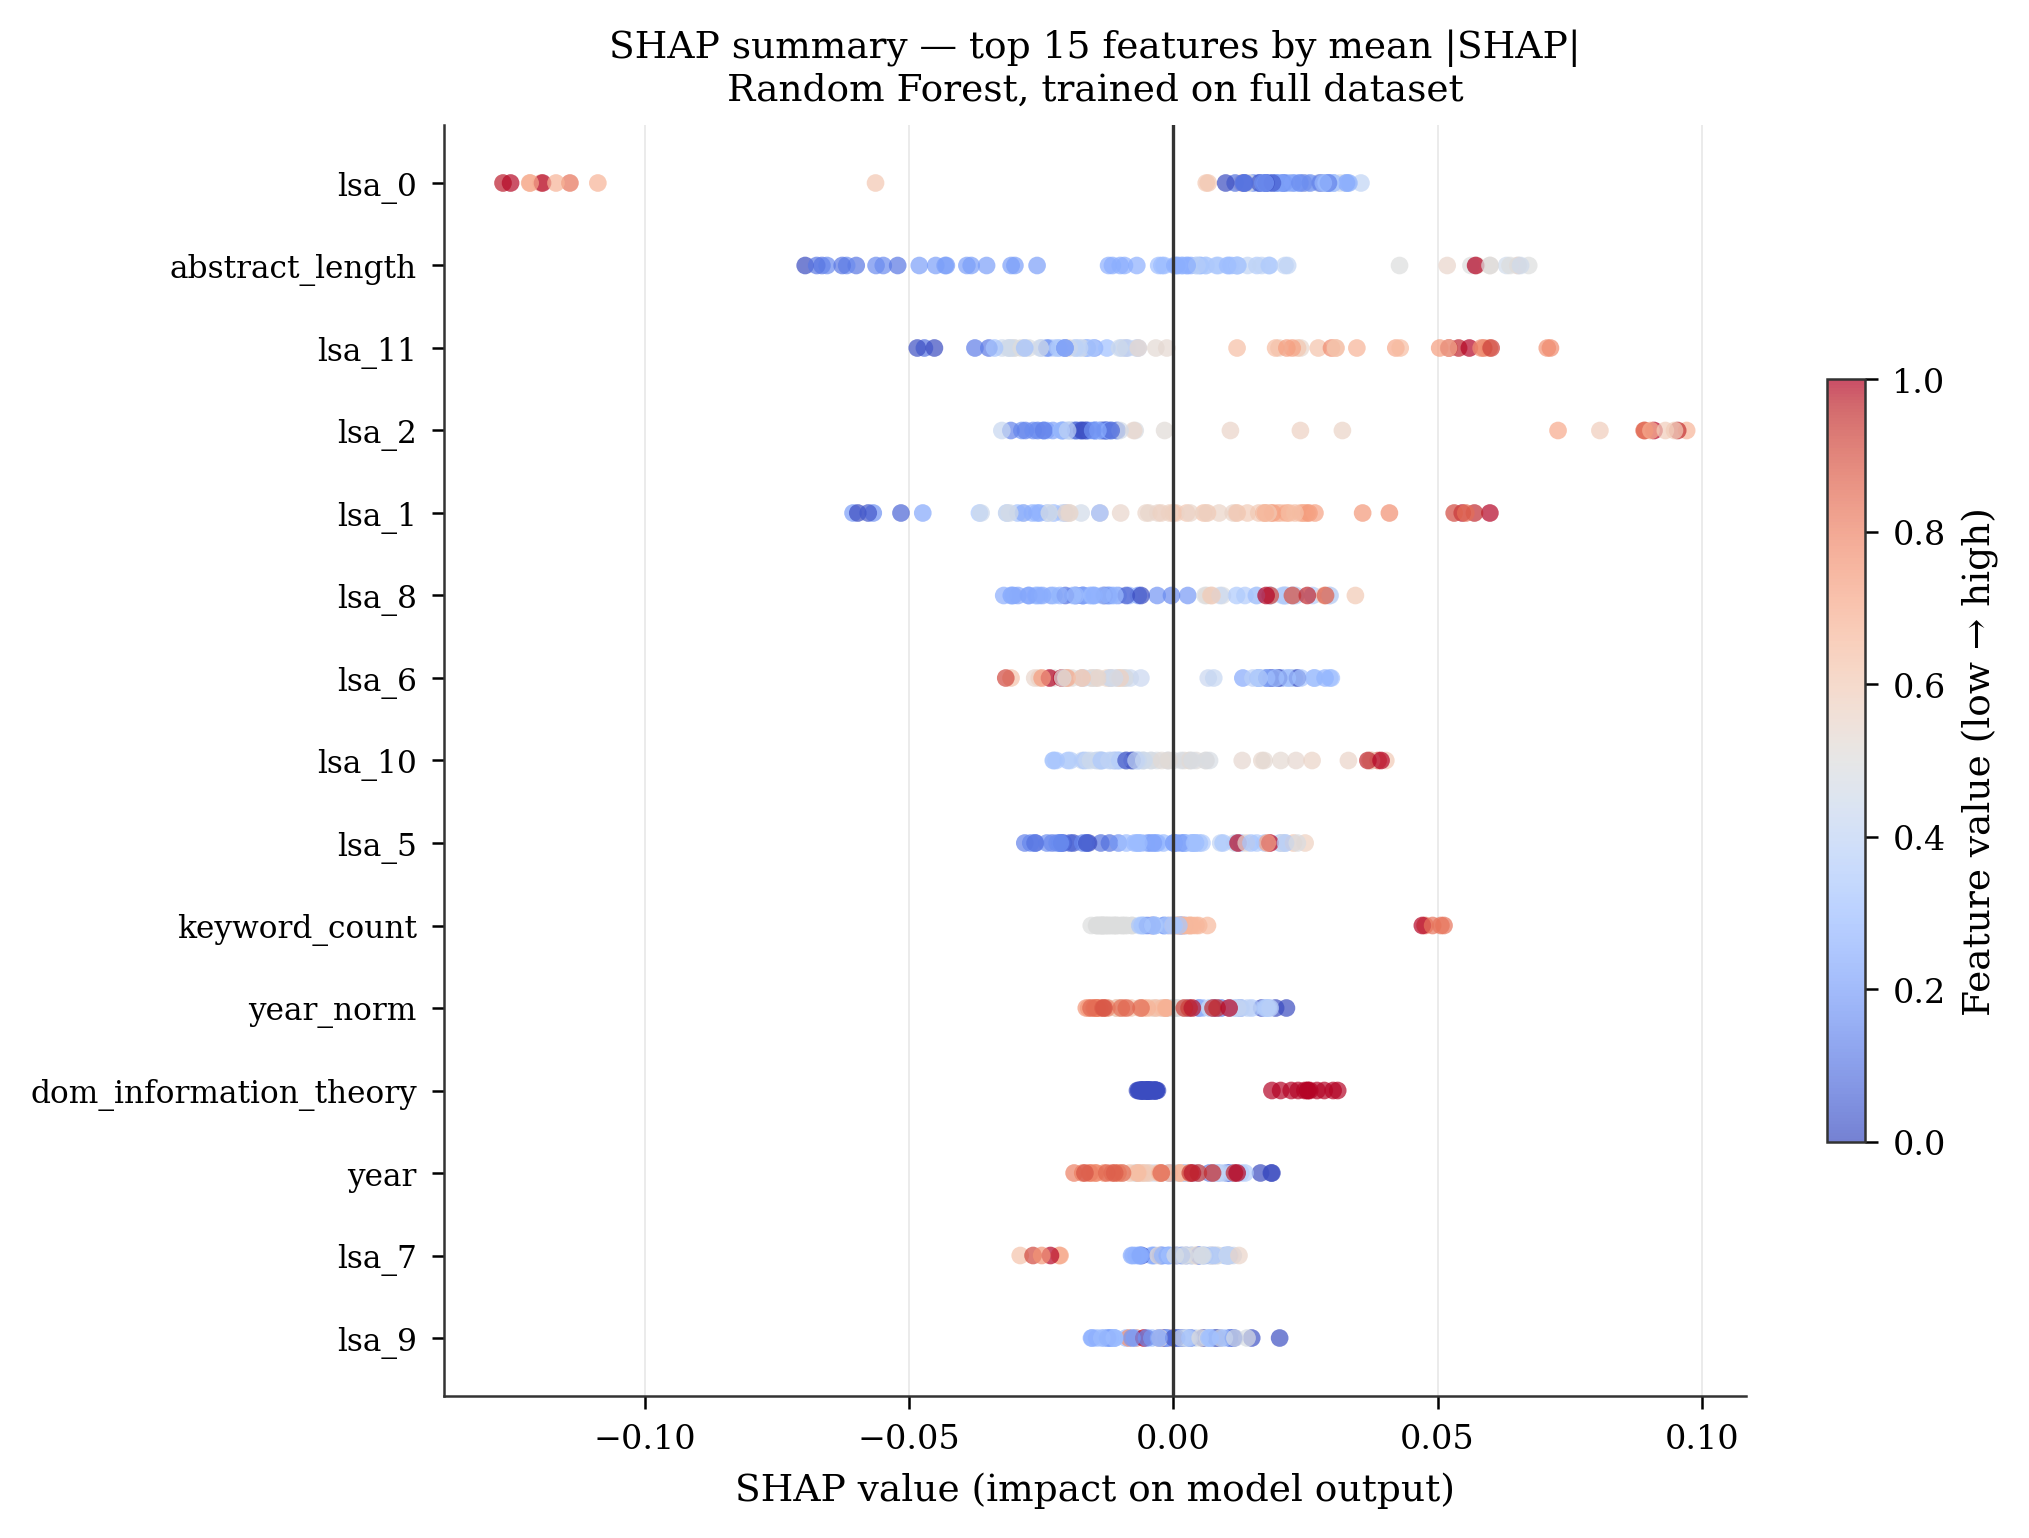 SHAP summary — top 15 features by mean |SHAP|
Random Forest, trained on full dataset
lsa_0
abstract_length
lsa_11
lsa_2
lsa_1
lsa_8
lsa_6
lsa_10
lsa_5
keyword_count
year_norm
dom_information_theory
year
lsa_7
lsa_9
−0.10
−0.05
0.00
0.05
0.10
SHAP value (impact on model output)
1.0
0.8
0.6
0.4
0.2
0.0
Feature value (low → high)